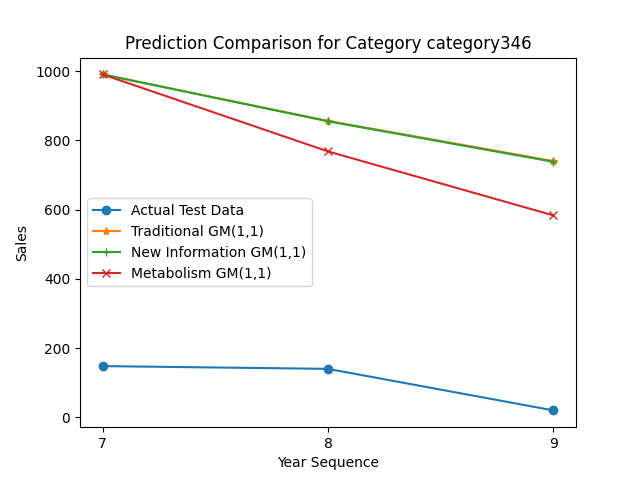 Prediction Comparison for Category category346
1000
800
600
400
200
0
Sales
Actual Test Data
Traditional GM(1,1)
New Information GM(1,1)
Metabolism GM(1,1)
7
8
9
Year Sequence